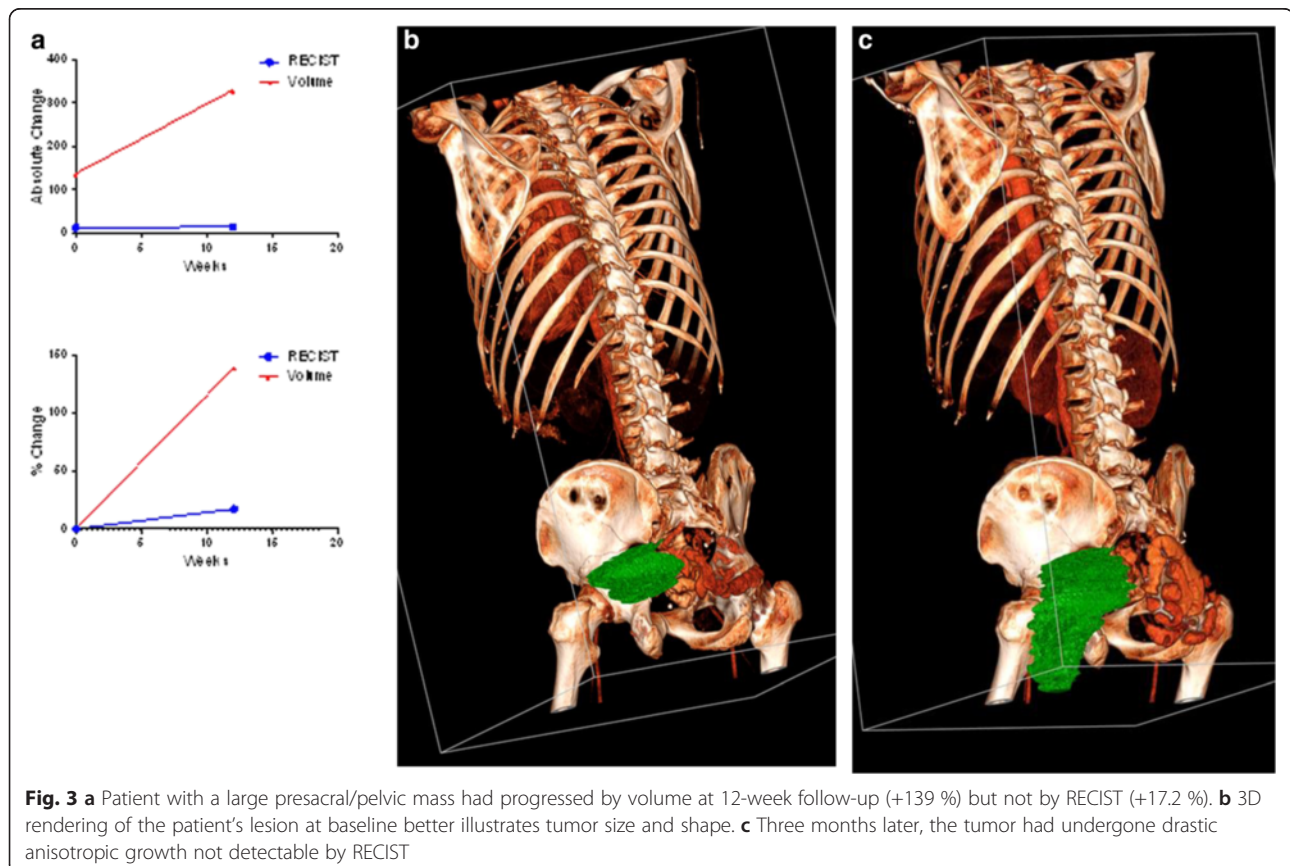 a
b
c
400
300
200
100
0
Absolute Change
RECIST
Volume
0
5
10
15
20
Weeks
150
100
50
0
% Change
RECIST
Volume
0
5
10
15
20
Weeks
Fig. 3 a Patient with a large presacral/pelvic mass had progressed by volume at 12-week follow-up (+139 %) but not by RECIST (+17.2 %). b 3D
rendering of the patient's lesion at baseline better illustrates tumor size and shape. c Three months later, the tumor had undergone drastic
anisotropic growth not detectable by RECIST